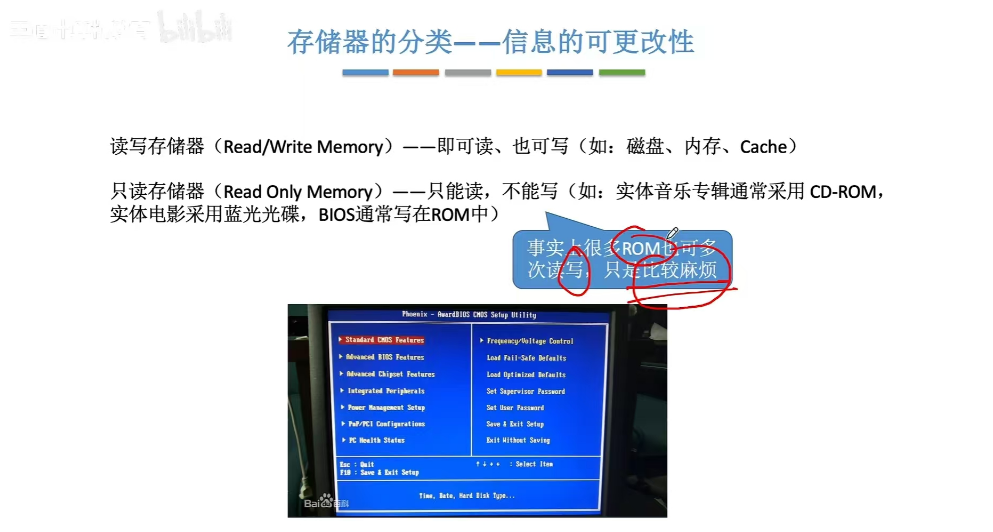 bilibili
存储器的分类——信息的可更改性
读写存储器（Read/Write Memory）——即可读、也可写（如：磁盘、内存、Cache）
只读存储器（Read Only Memory）——只能读，不能写（如：实体音乐专辑通常采用 CD-ROM，
实体电影采用蓝光光碟，BIOS通常写在ROM中）
事实上很多ROM也可多
次读写，只是比较麻烦
Phoenix - AwardBIOS CMOS Setup Utility
Standard CMOS Features
Advanced BIOS Features
Advanced Chipset Features
Integrated Peripherals
Power Management Setup
PnP/PCI Configurations
PC Health Status
Frequency/Voltage Control
Load Fail-Safe Defaults
Load Optimized Defaults
Set Supervisor Password
Set User Password
Save & Exit Setup
Exit Without Saving
Esc : Quit
F10 : Save & Exit Setup
↑ ↓ → ← : Select Item
Time, Date, Hard Disk Type...
Baidu百科